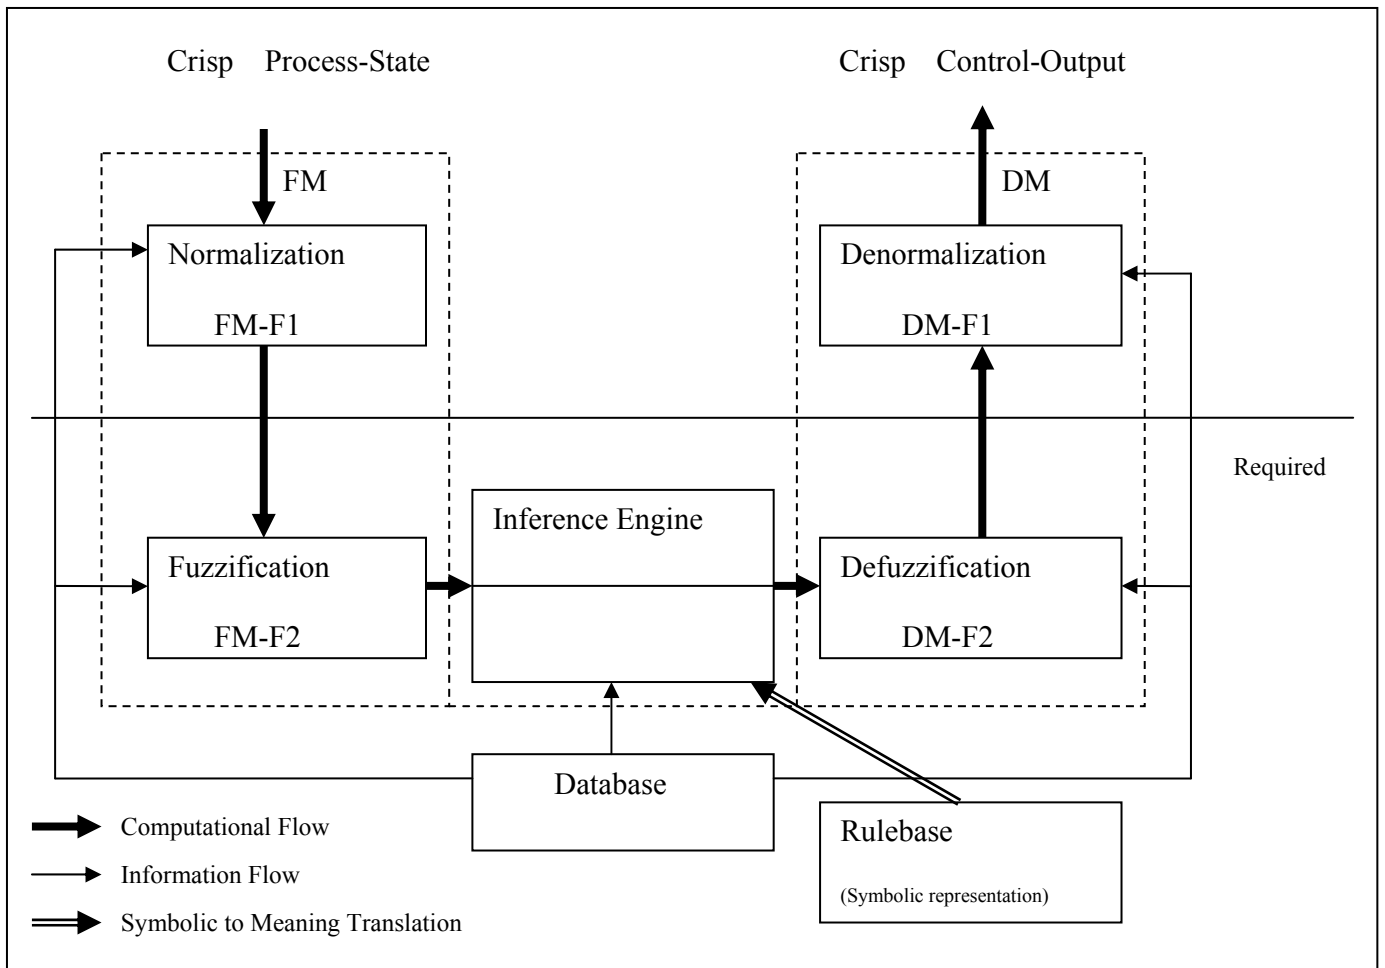 Crisp Process-State
Crisp Control-Output
FM
DM
Normalization
FM-F1
Denormalization
DM-F1
Required
Inference Engine
Fuzzification
FM-F2
Defuzzification
DM-F2
Database
Rulebase
(Symbolic representation)
Computational Flow
Information Flow
Symbolic to Meaning Translation